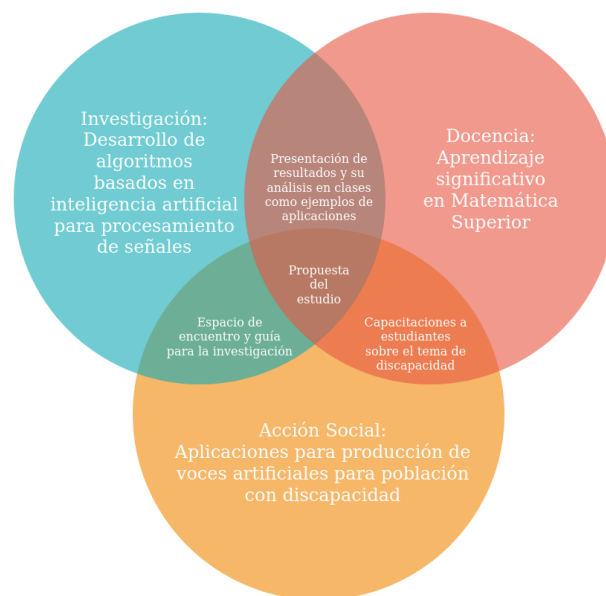 Investigación:
Desarrollo de
algoritmos
basados en
inteligencia artificial
para procesamiento
de señales
Docencia:
Aprendizaje
significativo
en Matemática
Superior
Presentación de
resultados y su
análisis en clases
como ejemplos de
aplicaciones
Propuesta
del
estudio
Espacio de
encuentro y guía
para la investigación
Capacitaciones a
estudiantes
sobre el tema de
discapacidad
Acción Social:
Aplicaciones para producción de
voces artificiales para población
con discapacidad